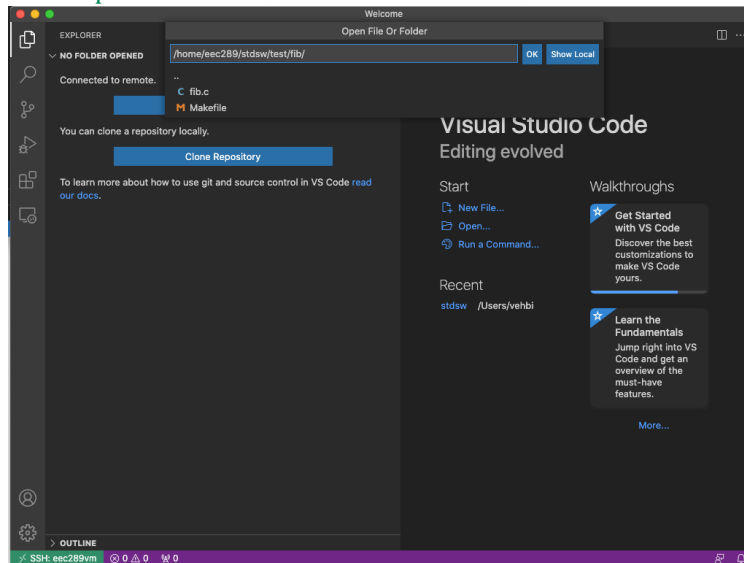 Welcome
EXPLORER
Open File Or Folder
NO FOLDER OPENED
/home/eec289/stdsw/test/fib/
OK
Show Local
Connected to remote.
..
C fib.c
M Makefile
You can clone a repository locally.
Clone Repository
To learn more about how to use git and source control in VS Code read
our docs.
Visual Studio Code
Editing evolved
Start
New File...
Open...
Run a Command...
Recent
stdsw /Users/vehbi
Walkthroughs
Get Started
with VS Code
Discover the best
customizations to
make VS Code
yours.
Learn the
Fundamentals
Jump right into VS
Code and get an
overview of the
must-have
features.
More...
OUTLINE
SSH: eec289vm 0 0 0